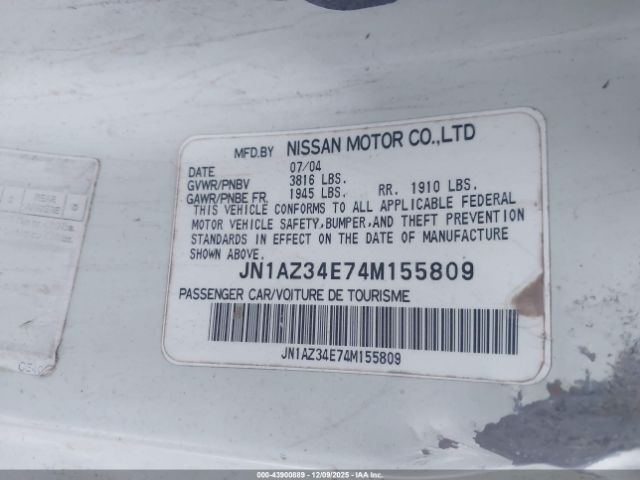 MFD.BY NISSAN MOTOR CO.,LTD
DATE 07/04
GVWR/PNBV 3816 LBS.
GAWR/PNBE FR. 1945 LBS. RR. 1910 LBS.
THIS VEHICLE CONFORMS TO ALL APPLICABLE FEDERAL
MOTOR VEHICLE SAFETY,BUMPER,AND THEFT PREVENTION
STANDARDS IN EFFECT ON THE DATE OF MANUFACTURE
SHOWN ABOVE.
JN1AZ34E74M155809
PASSENGER CAR/VOITURE DE TOURISME
JN1AZ34E74M155809
000-43900889 | 12/09/2025 | IAA Inc.